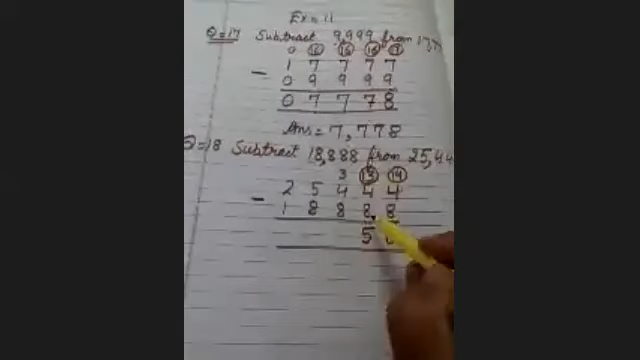 Ex = 11
Q=17 Subtract 9,999 from 17,77
0 16 16 16 17
1 7 7 7 7
- 0 9 9 9 9
0 7 7 7 8
Ans = 7,778
Q=18 Subtract 18,888 from 25,44
3 13 14
2 5 4 4 4
- 1 8 8 8 8
5